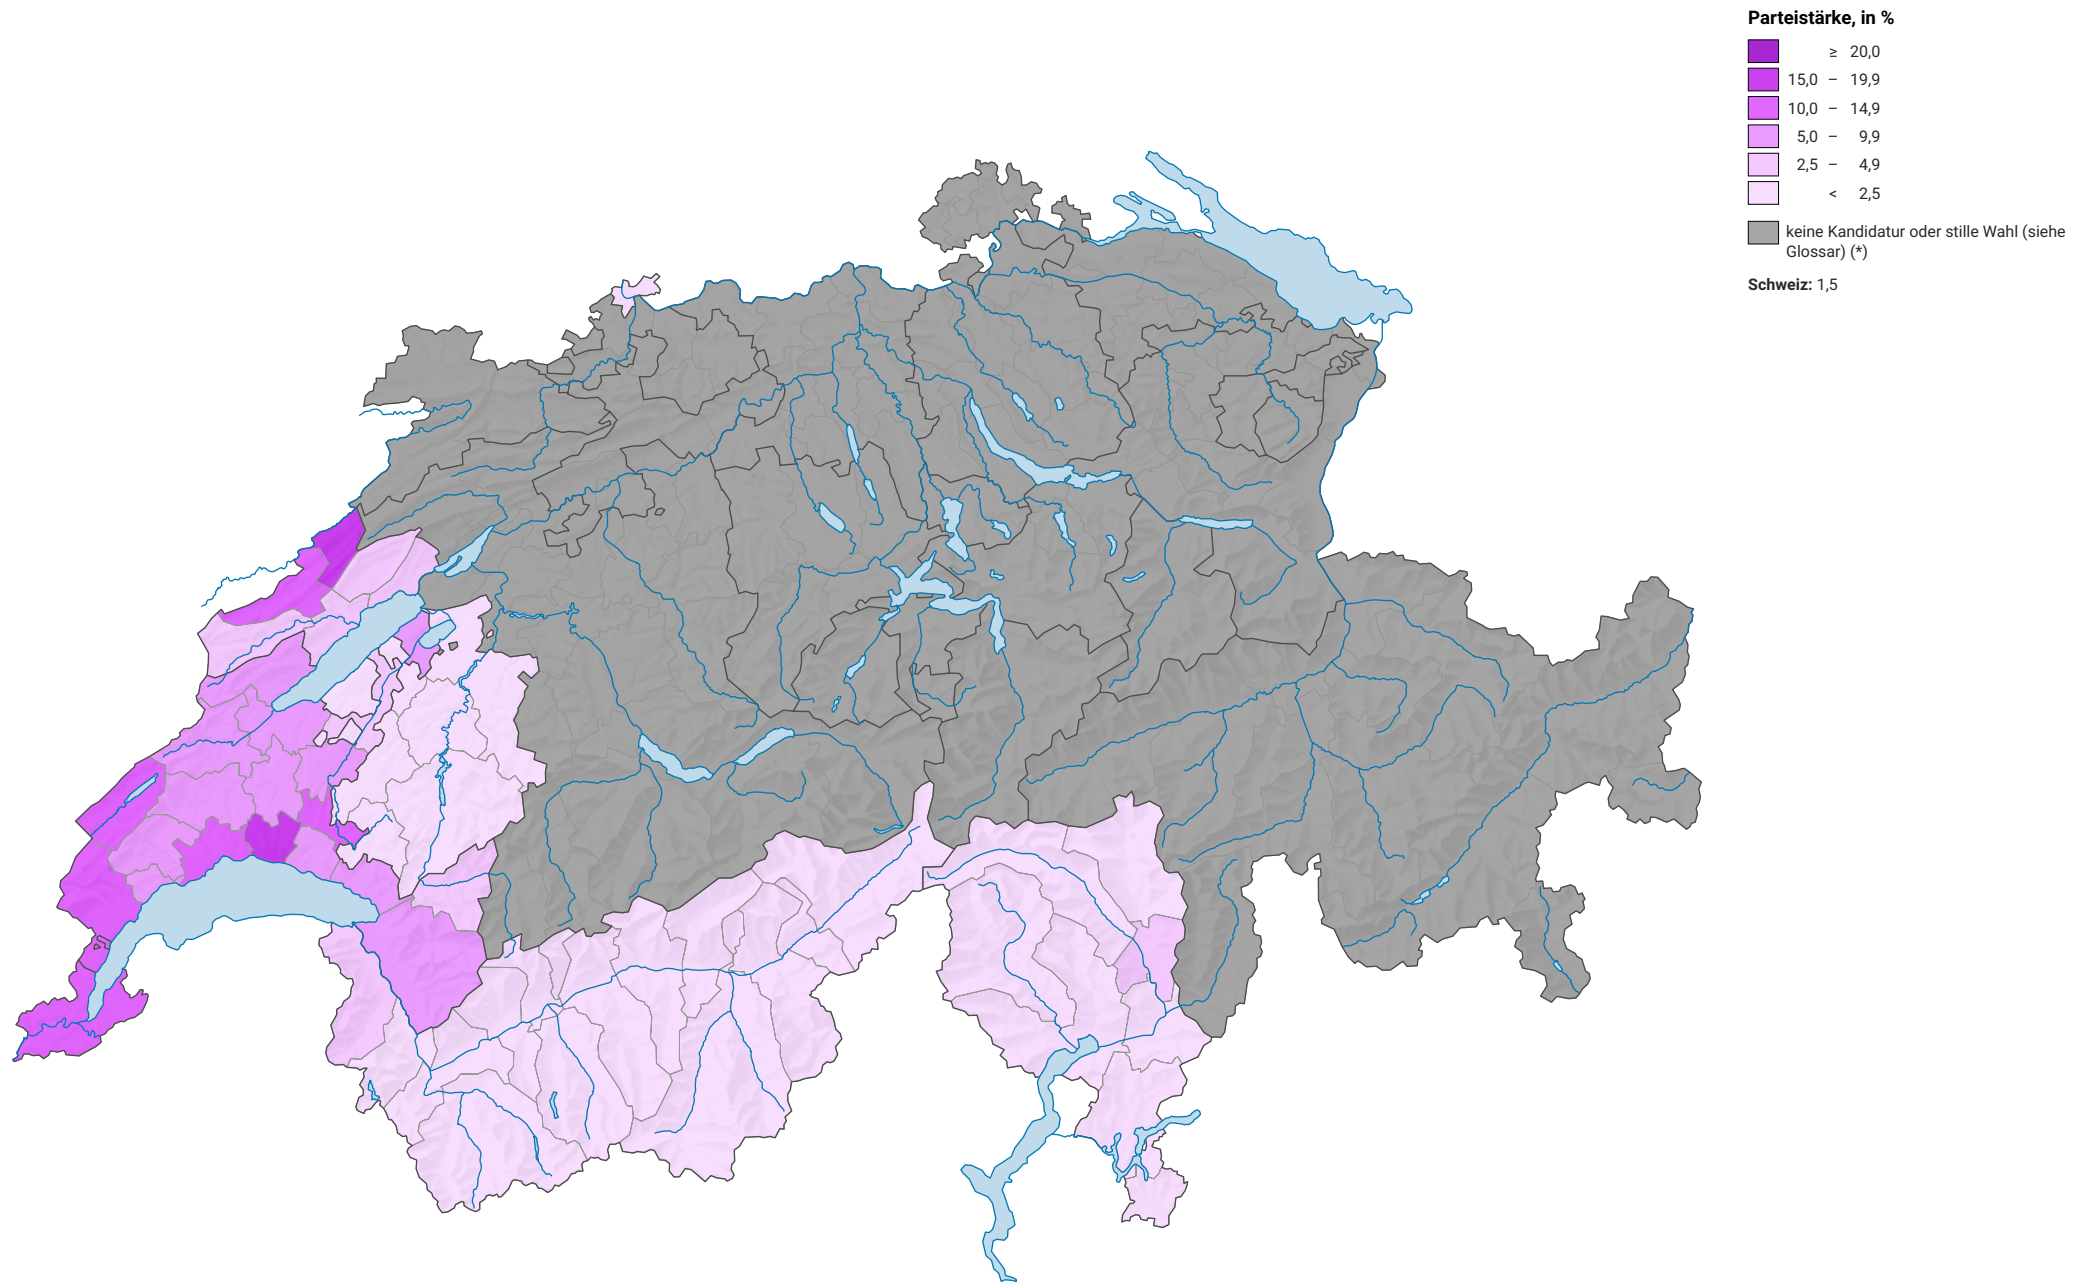 Parteistärke, in %
≥ 20,0
15,0 – 19,9
10,0 – 14,9
5,0 – 9,9
2,5 – 4,9
< 2,5
keine Kandidatur oder stille Wahl (siehe
Glossar) (*)
Schweiz: 1,5